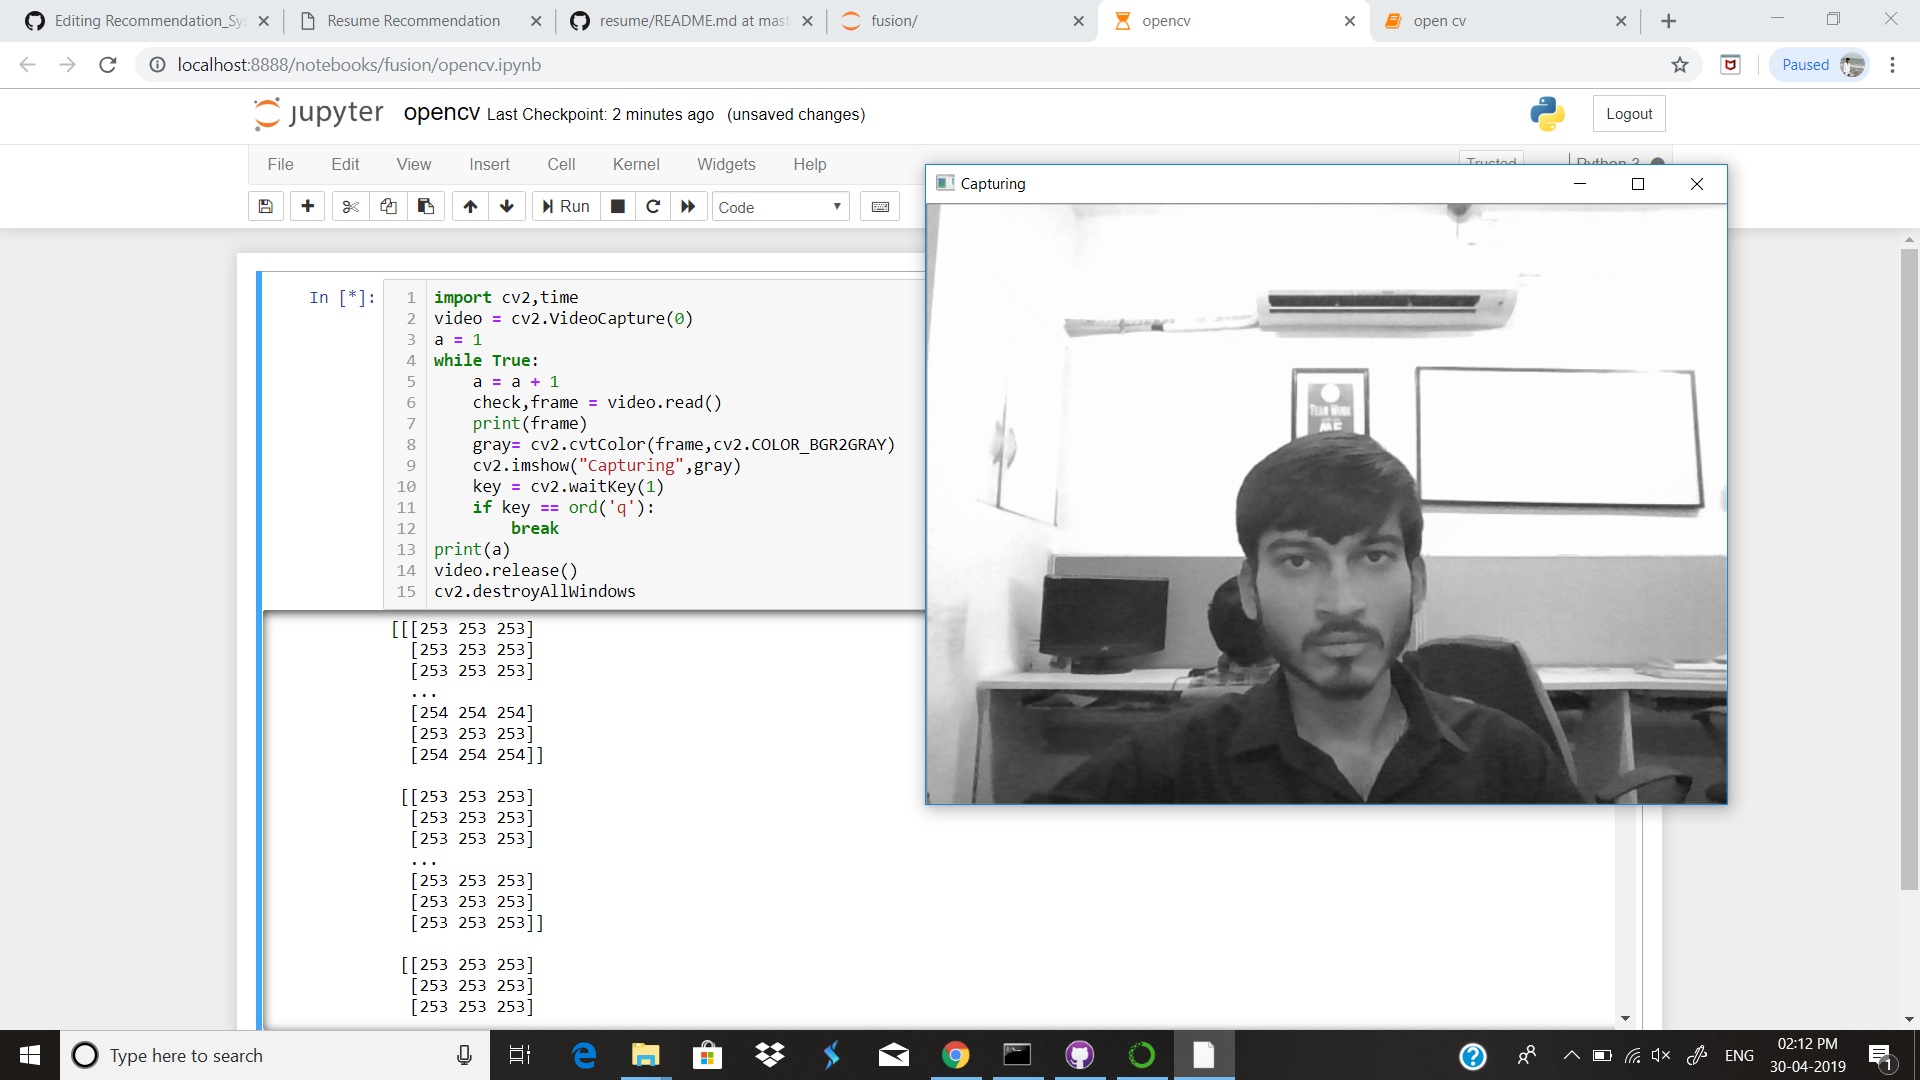 Editing Recommendation_Sys
Resume Recommendation
resume/README.md at mast
fusion/
opencv
open cv
localhost:8888/notebooks/fusion/opencv.ipynb
Paused
jupyter opencv Last Checkpoint: 2 minutes ago (unsaved changes)
Logout
File Edit View Insert Cell Kernel Widgets Help
Trusted
Python 3
Run
Code
Capturing
TEAM WORK
ME
In [*]:
1 import cv2,time
2 video = cv2.VideoCapture(0)
3 a = 1
4 while True:
5 a = a + 1
6 check,frame = video.read()
7 print(frame)
8 gray= cv2.cvtColor(frame,cv2.COLOR_BGR2GRAY)
9 cv2.imshow("Capturing",gray)
10 key = cv2.waitKey(1)
11 if key == ord('q'):
12 break
13 print(a)
14 video.release()
15 cv2.destroyAllWindows
[[[253 253 253]
[253 253 253]
[253 253 253]
...
[254 254 254]
[253 253 253]
[254 254 254]]
[[253 253 253]
[253 253 253]
[253 253 253]
...
[253 253 253]
[253 253 253]
[253 253 253]]
[[253 253 253]
[253 253 253]
[253 253 253]
Type here to search
ENG
02:12 PM
30-04-2019
1